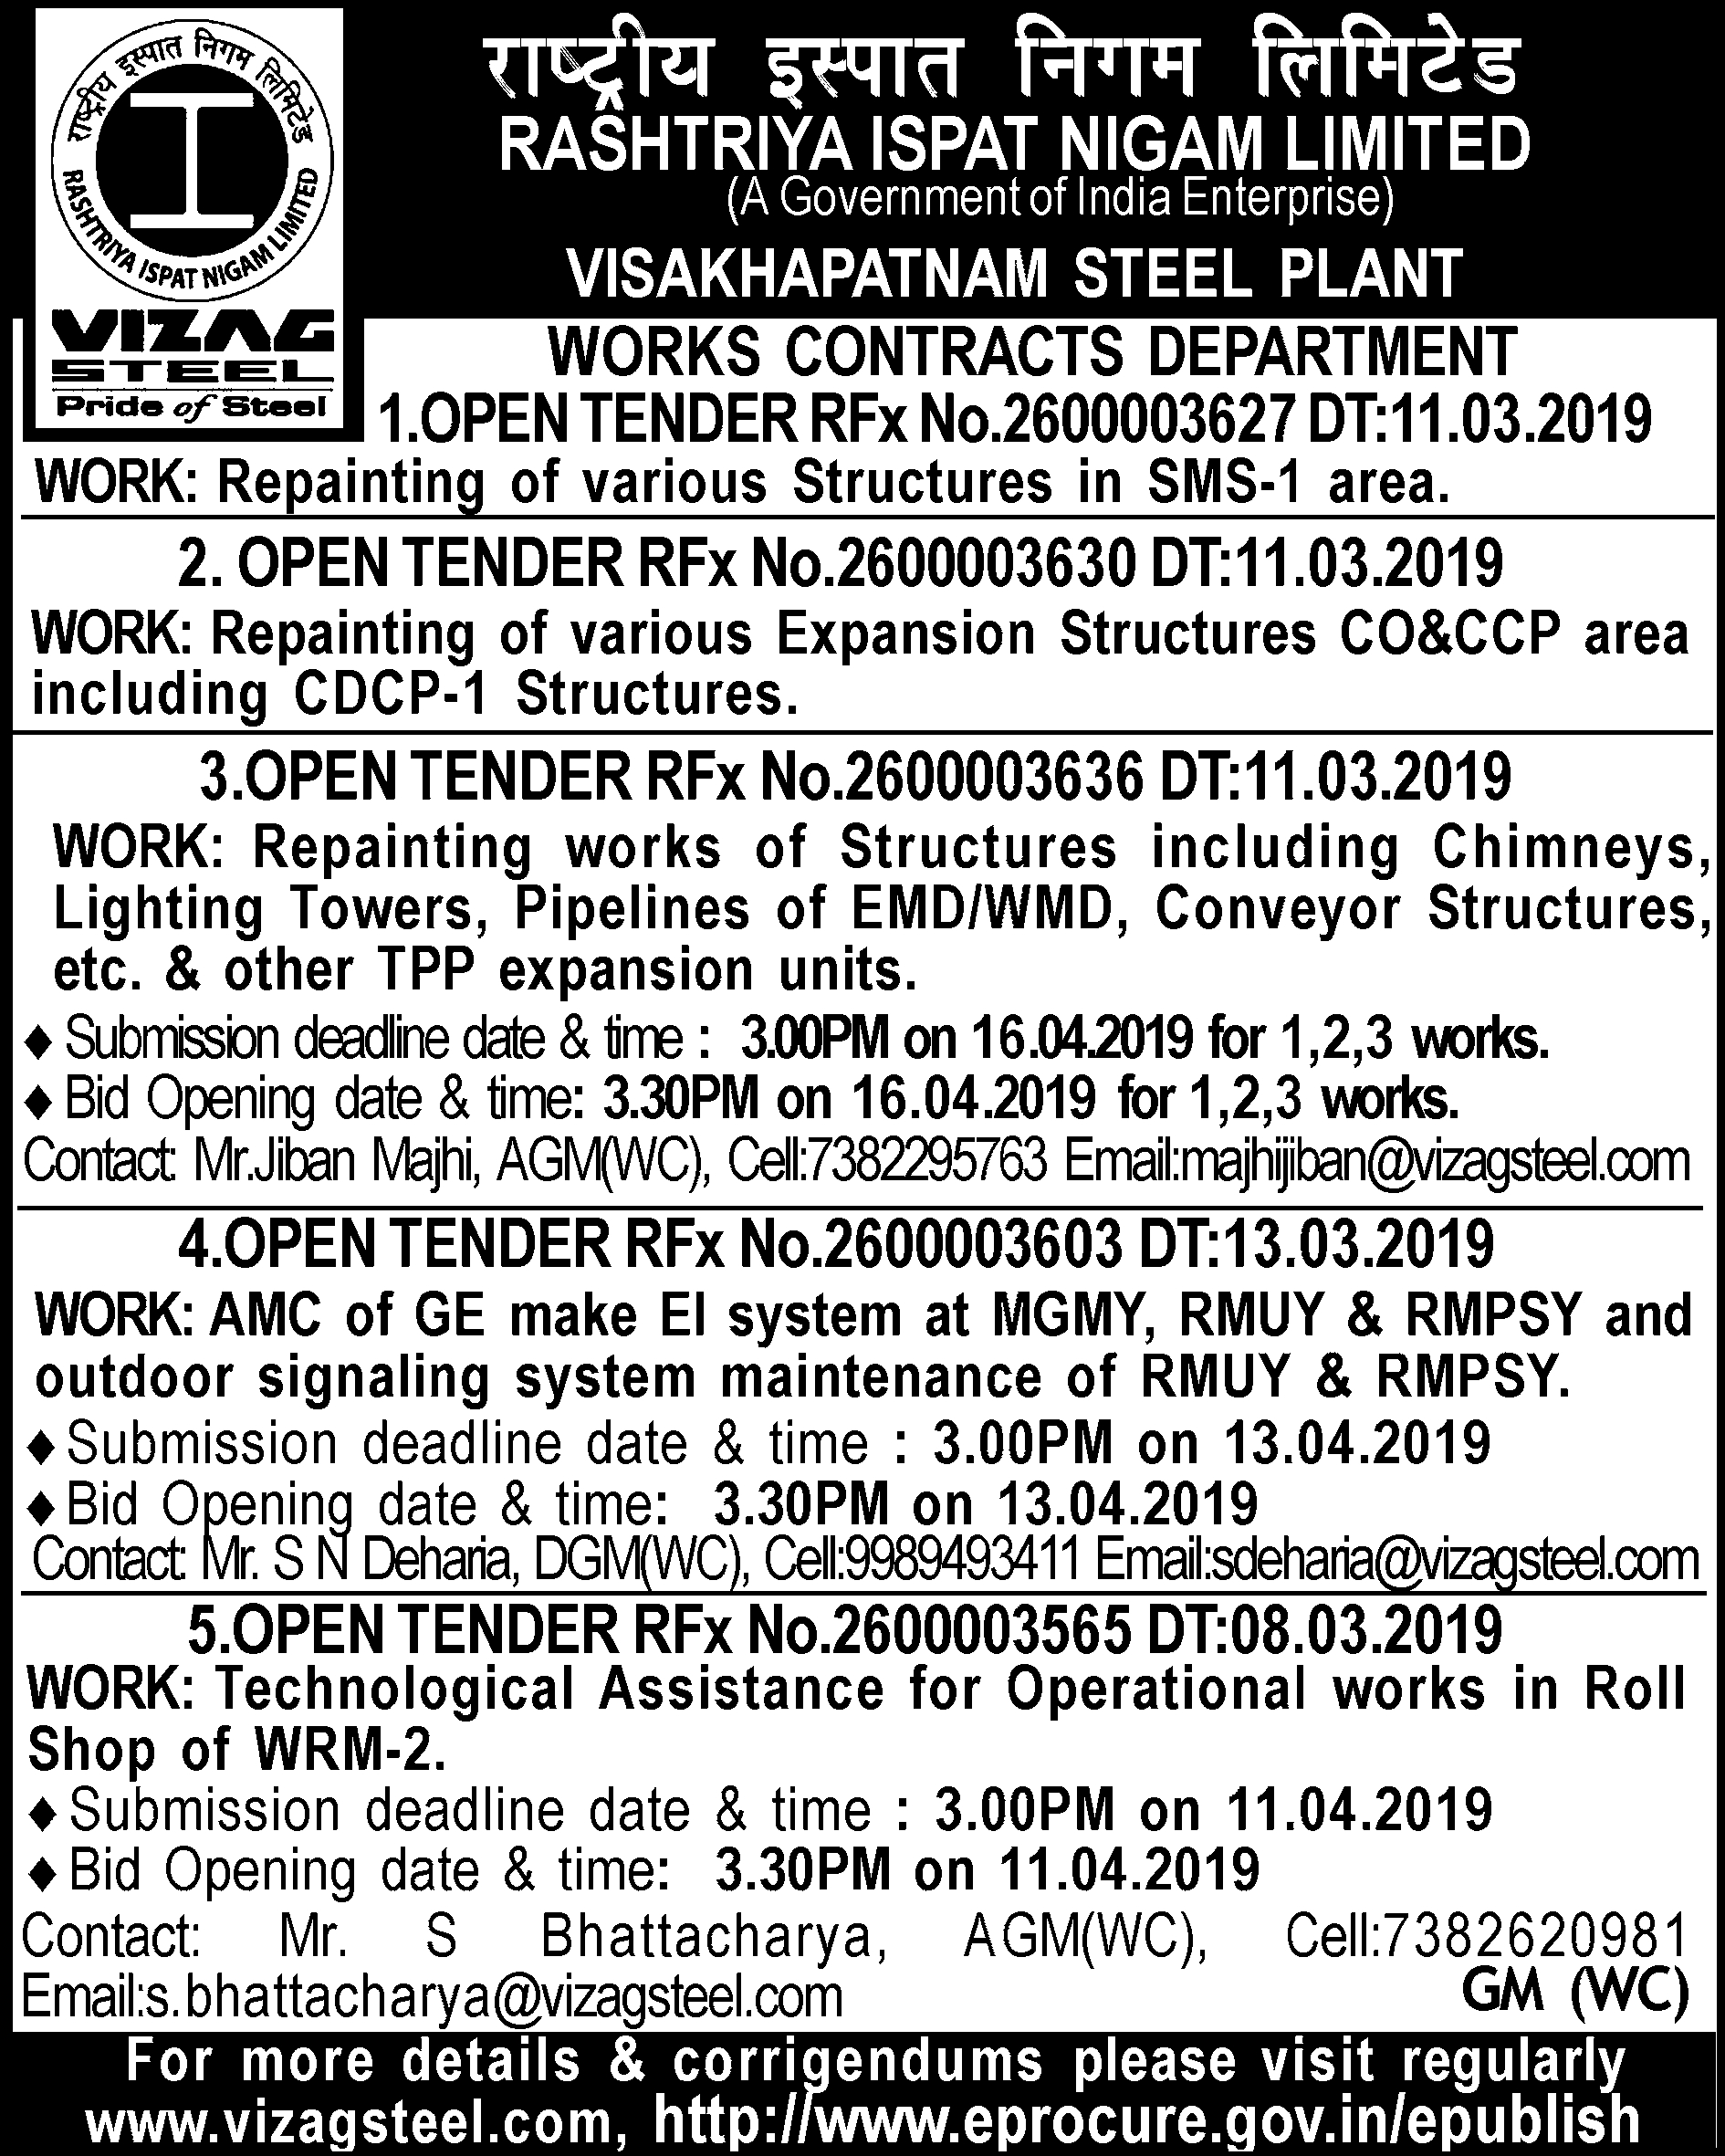 राष्ट्रीय इस्पात निगम लिमिटेड
RASHTRIYA ISPAT NIGAM LIMITED
VIZAG
STEEL
Pride of Steel
राष्ट्रीय इस्पात निगम लिमिटेड
RASHTRIYA ISPAT NIGAM LIMITED
(A Government of India Enterprise)
VISAKHAPATNAM STEEL PLANT
WORKS CONTRACTS DEPARTMENT
1.OPEN TENDER RFx No.2600003627 DT:11.03.2019
WORK: Repainting of various Structures in SMS-1 area.
2. OPEN TENDER RFx No.2600003630 DT:11.03.2019
WORK: Repainting of various Expansion Structures CO&CCP area
including CDCP-1 Structures.
3.OPEN TENDER RFx No.2600003636 DT:11.03.2019
WORK: Repainting works of Structures including Chimneys,
Lighting Towers, Pipelines of EMD/WMD, Conveyor Structures,
etc. & other TPP expansion units.
♦ Submission deadline date & time : 3.00PM on 16.04.2019 for 1,2,3 works.
♦ Bid Opening date & time: 3.30PM on 16.04.2019 for 1,2,3 works.
Contact: Mr.Jiban Majhi, AGM(WC), Cell:7382295763 Email:majhijiban@vizagsteel.com
4.OPEN TENDER RFx No.2600003603 DT:13.03.2019
WORK: AMC of GE make EI system at MGMY, RMUY & RMPSY and
outdoor signaling system maintenance of RMUY & RMPSY.
♦ Submission deadline date & time : 3.00PM on 13.04.2019
♦ Bid Opening date & time: 3.30PM on 13.04.2019
Contact: Mr. S N Deharia, DGM(WC), Cell:9989493411 Email:sdeharia@vizagsteel.com
5.OPEN TENDER RFx No.2600003565 DT:08.03.2019
WORK: Technological Assistance for Operational works in Roll
Shop of WRM-2.
♦ Submission deadline date & time : 3.00PM on 11.04.2019
♦ Bid Opening date & time: 3.30PM on 11.04.2019
Contact: Mr. S Bhattacharya, AGM(WC), Cell:7382620981
Email:s.bhattacharya@vizagsteel.com GM (WC)
For more details & corrigendums please visit regularly
www.vizagsteel.com, http://www.eprocure.gov.in/epublish